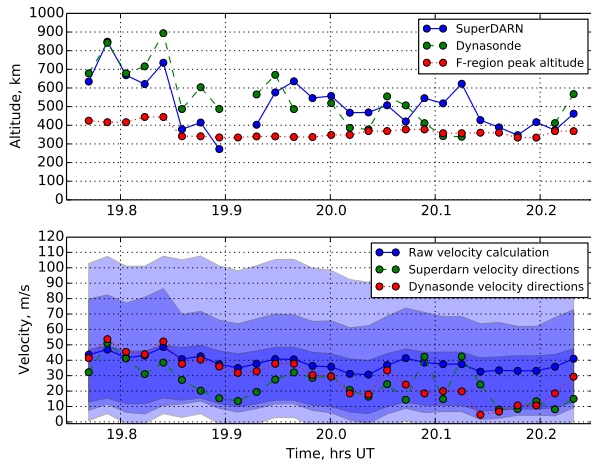 1000
900
800
700
600
500
400
300
200
100
0
Altitude, km
SuperDARN
Dynasonde
F-region peak altitude
19.8 19.9 20.0 20.1 20.2
120
110
100
90
80
70
60
50
40
30
20
10
0
Velocity, m/s
Raw velocity calculation
Superdarn velocity directions
Dynasonde velocity directions
19.8 19.9 20.0 20.1 20.2
Time, hrs UT